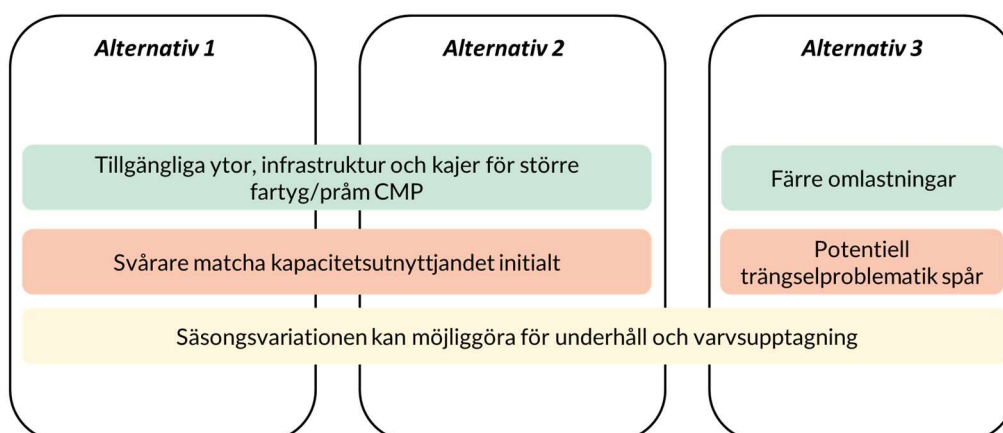 Alternativ 1
Alternativ 2
Alternativ 3
Tillgängliga ytor, infrastruktur och kajer för större
fartyg/pråm CMP
Färre omlastningar
Svårare matcha kapacitetsutnyttjandet initialt
Potentiell
trängselproblematik spår
Säsongsvariationen kan möjliggöra för underhåll och varvsupptagning